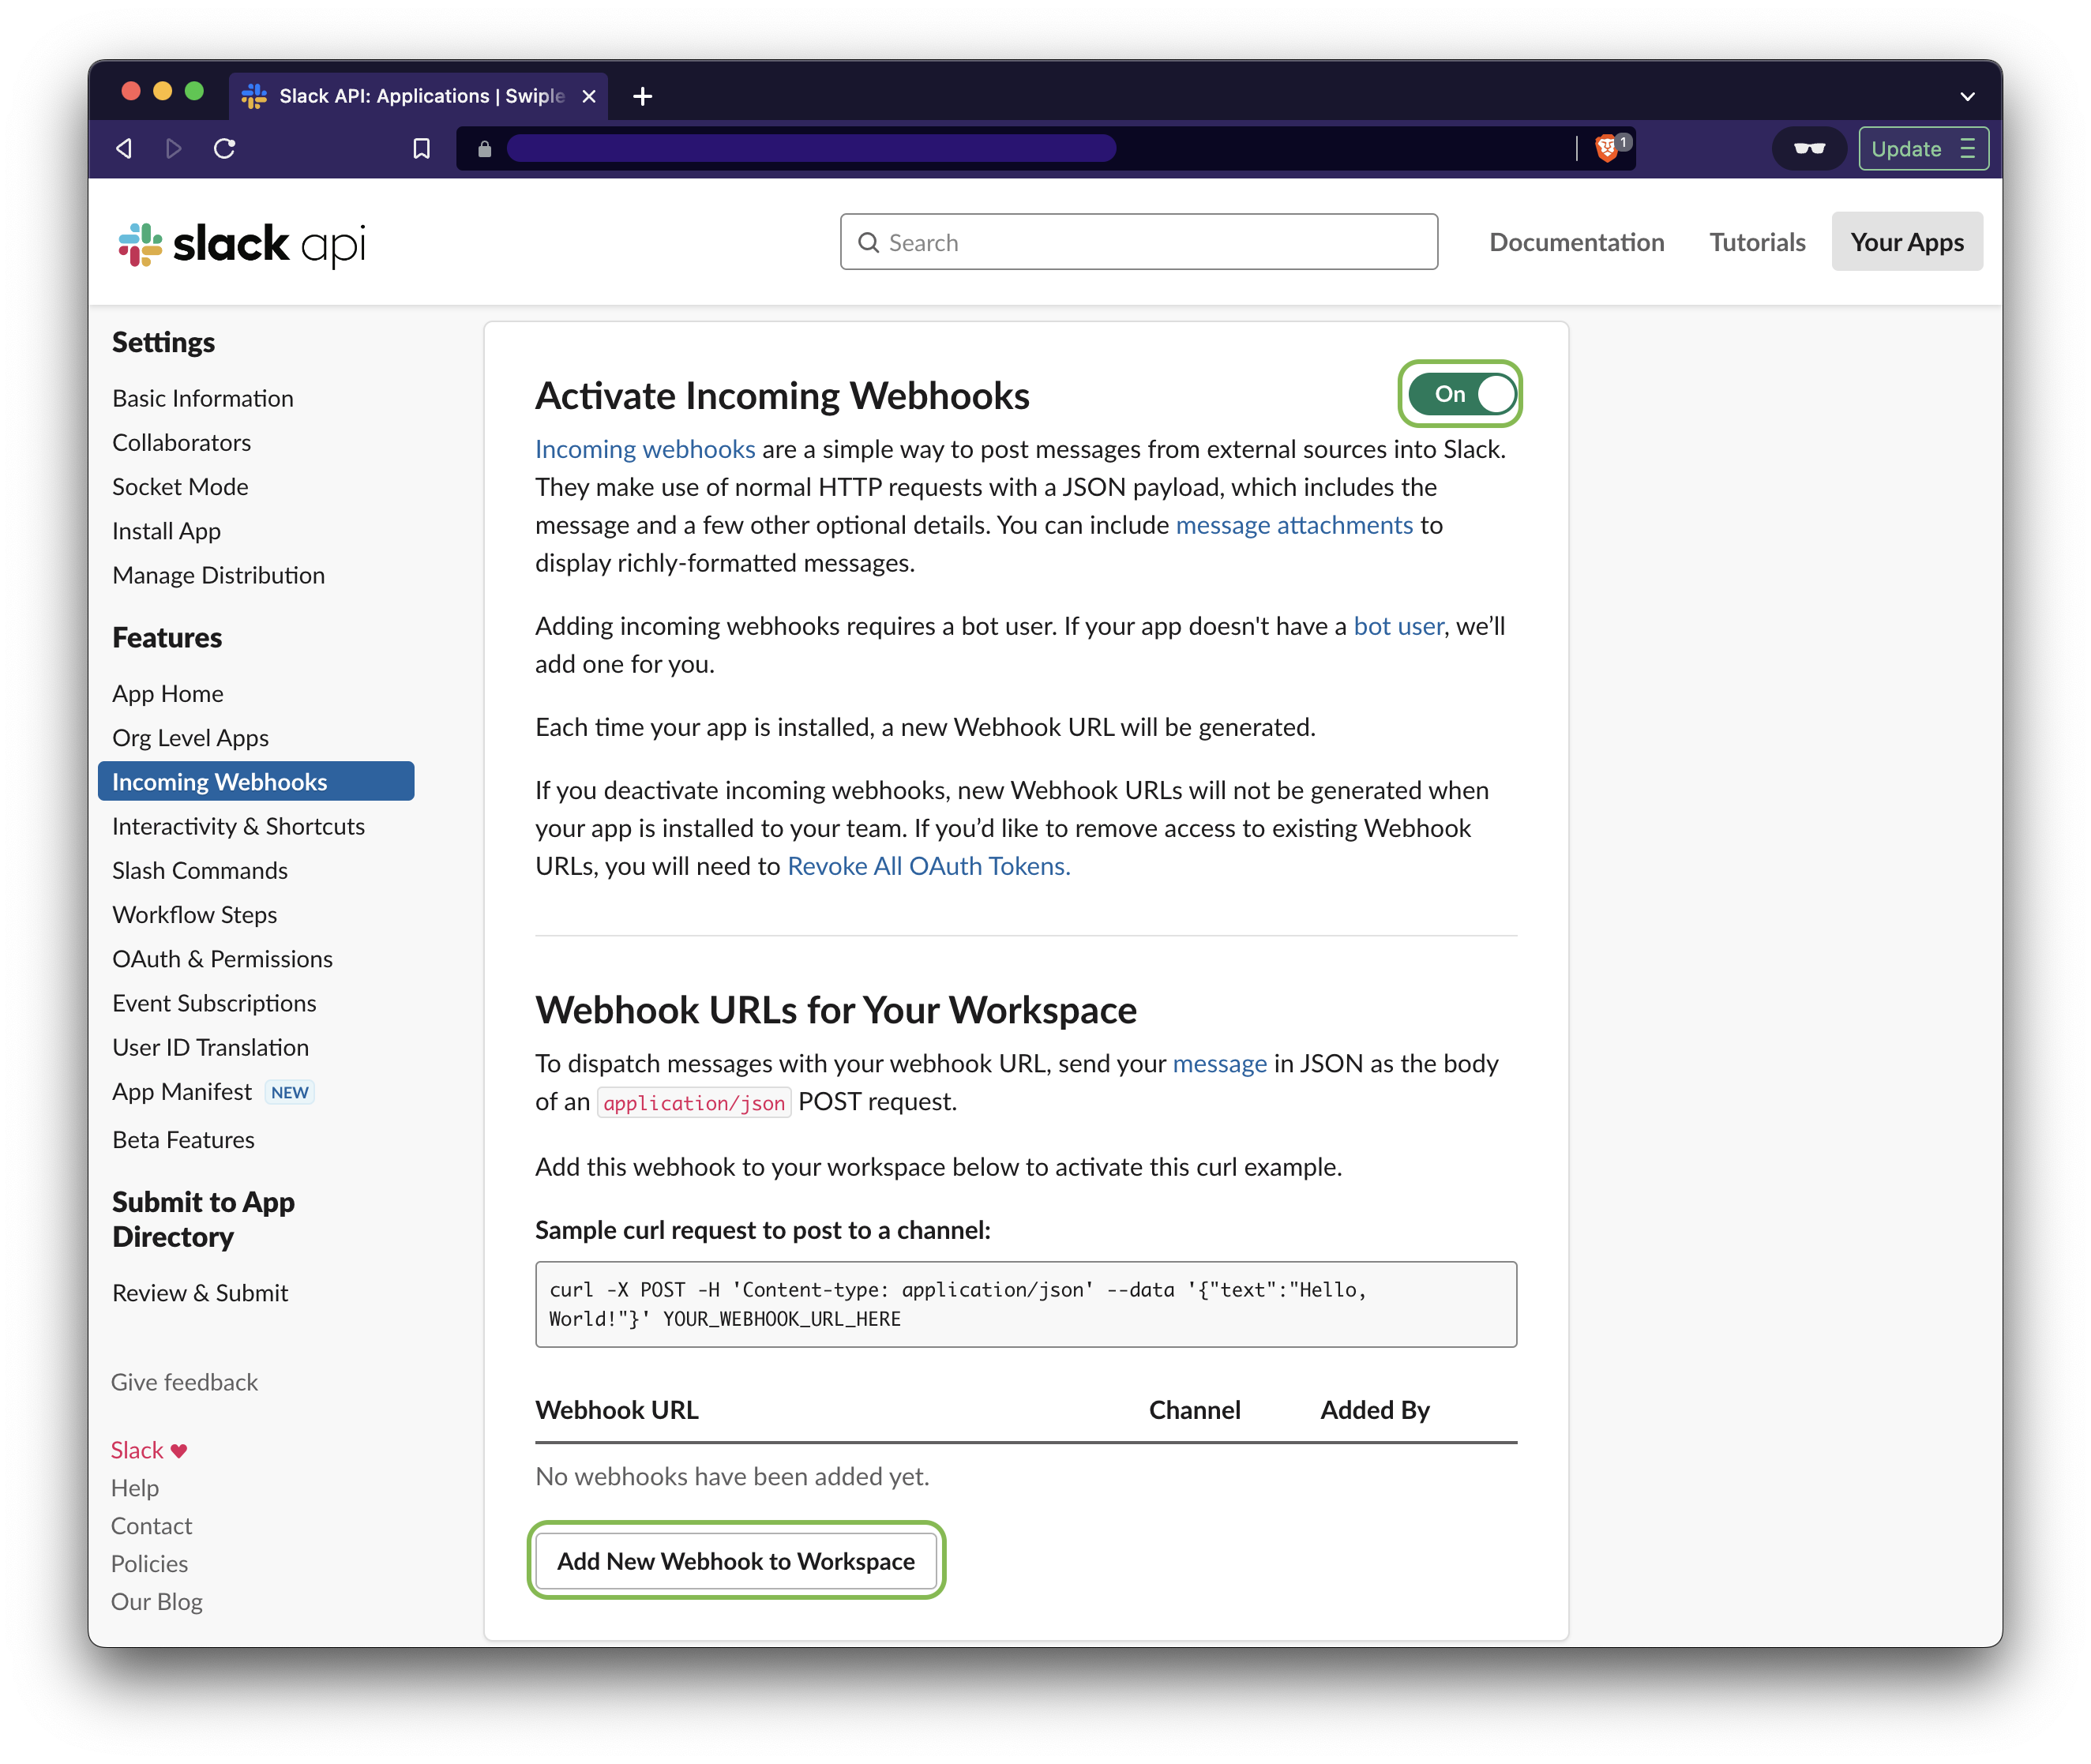 Slack API: Applications | Swiple
1
Update
slack api
Search
Documentation
Tutorials
Your Apps
Settings
Basic Information
Collaborators
Socket Mode
Install App
Manage Distribution
Features
App Home
Org Level Apps
Incoming Webhooks
Interactivity & Shortcuts
Slash Commands
Workflow Steps
OAuth & Permissions
Event Subscriptions
User ID Translation
App Manifest NEW
Beta Features
Submit to App
Directory
Review & Submit
Give feedback
Slack ♥
Help
Contact
Policies
Our Blog
Activate Incoming Webhooks
On
Incoming webhooks are a simple way to post messages from external sources into Slack.
They make use of normal HTTP requests with a JSON payload, which includes the
message and a few other optional details. You can include message attachments to
display richly-formatted messages.
Adding incoming webhooks requires a bot user. If your app doesn't have a bot user, we’ll
add one for you.
Each time your app is installed, a new Webhook URL will be generated.
If you deactivate incoming webhooks, new Webhook URLs will not be generated when
your app is installed to your team. If you’d like to remove access to existing Webhook
URLs, you will need to Revoke All OAuth Tokens.
Webhook URLs for Your Workspace
To dispatch messages with your webhook URL, send your message in JSON as the body
of an application/json POST request.
Add this webhook to your workspace below to activate this curl example.
Sample curl request to post to a channel:
curl -X POST -H 'Content-type: application/json' --data '{"text":"Hello,
World!"}' YOUR_WEBHOOK_URL_HERE
Webhook URL
Channel
Added By
No webhooks have been added yet.
Add New Webhook to Workspace